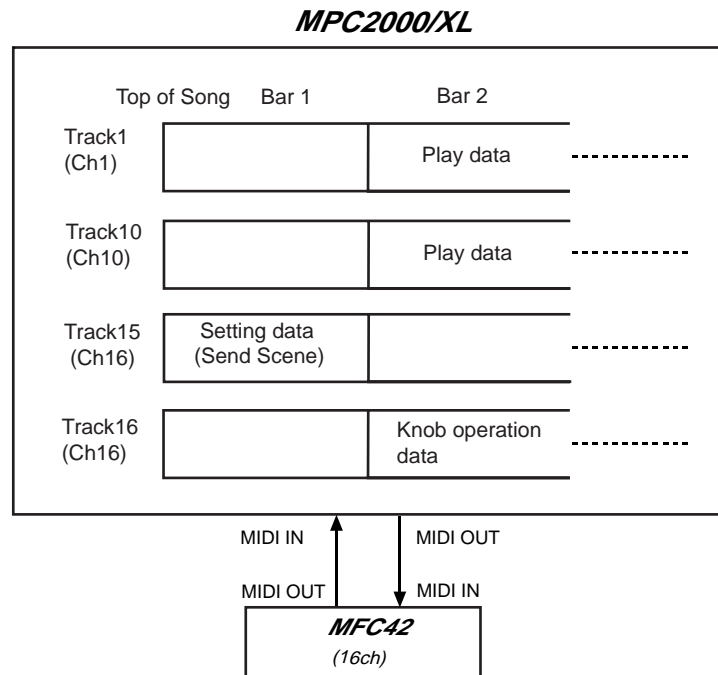 MPC2000/XL
Top of Song Bar 1 Bar 2
Track1
(Ch1)
Play data
Track10
(Ch10)
Play data
Track15
(Ch16)
Setting data
(Send Scene)
Track16
(Ch16)
Knob operation
data
MIDI IN MIDI OUT
MIDI OUT MIDI IN
MFC42
(16ch)